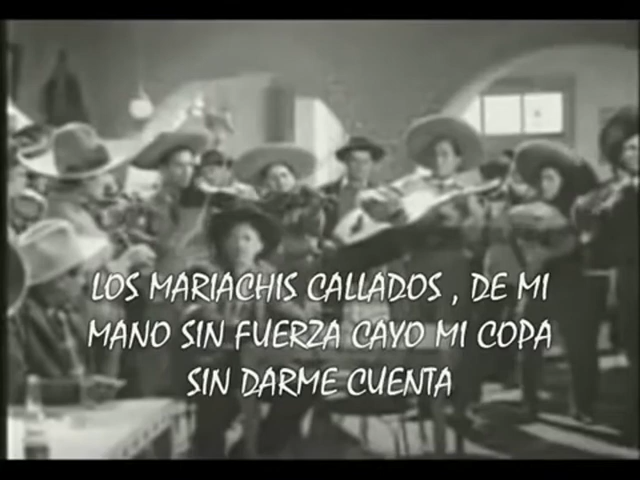 LOS MARIACHIS CALLADOS , DE MI
MANO SIN FUERZA CAYO MI COPA
SIN DARME CUENTA